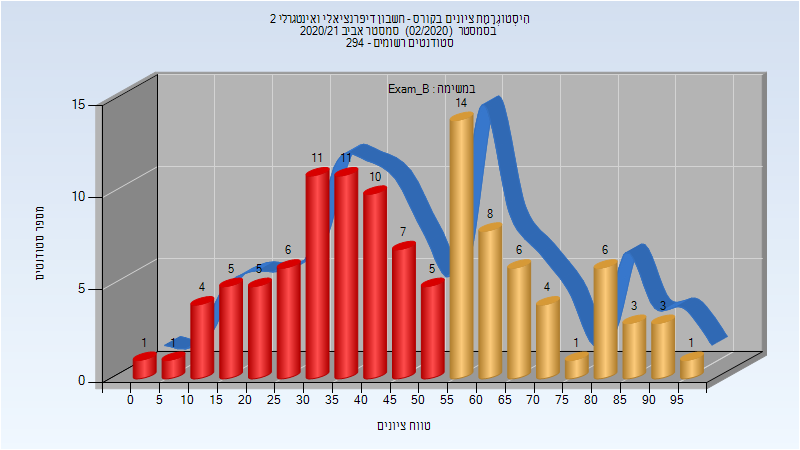 הִיסְטוֹגְרָמַת ציונים בקורס - חשבון דיפרנציאלי ואינטגרלי 2
בסמסטר (02/2020) סמסטר אביב 2020/21
סטודנטים רשומים - 294
במשימה : Exam_B
15
10
5
0
מספר סטודנטים
1 1 4 5 5 6 11 11 10 7 5 14 8 6 4 1 6 3 3 1
0 5 10 15 20 25 30 35 40 45 50 55 60 65 70 75 80 85 90 95
טווח ציונים